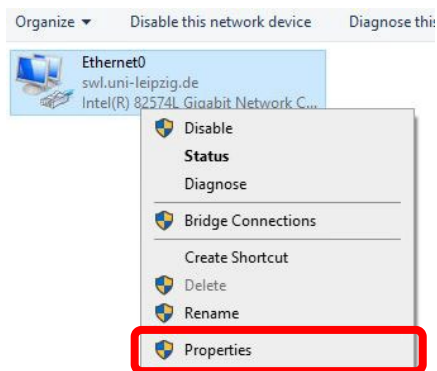 Organize Disable this network device Diagnose this
Ethernet0
swl.uni-leipzig.de
Intel(R) 82574L Gigabit Network C...
Disable
Status
Diagnose
Bridge Connections
Create Shortcut
Delete
Rename
Properties